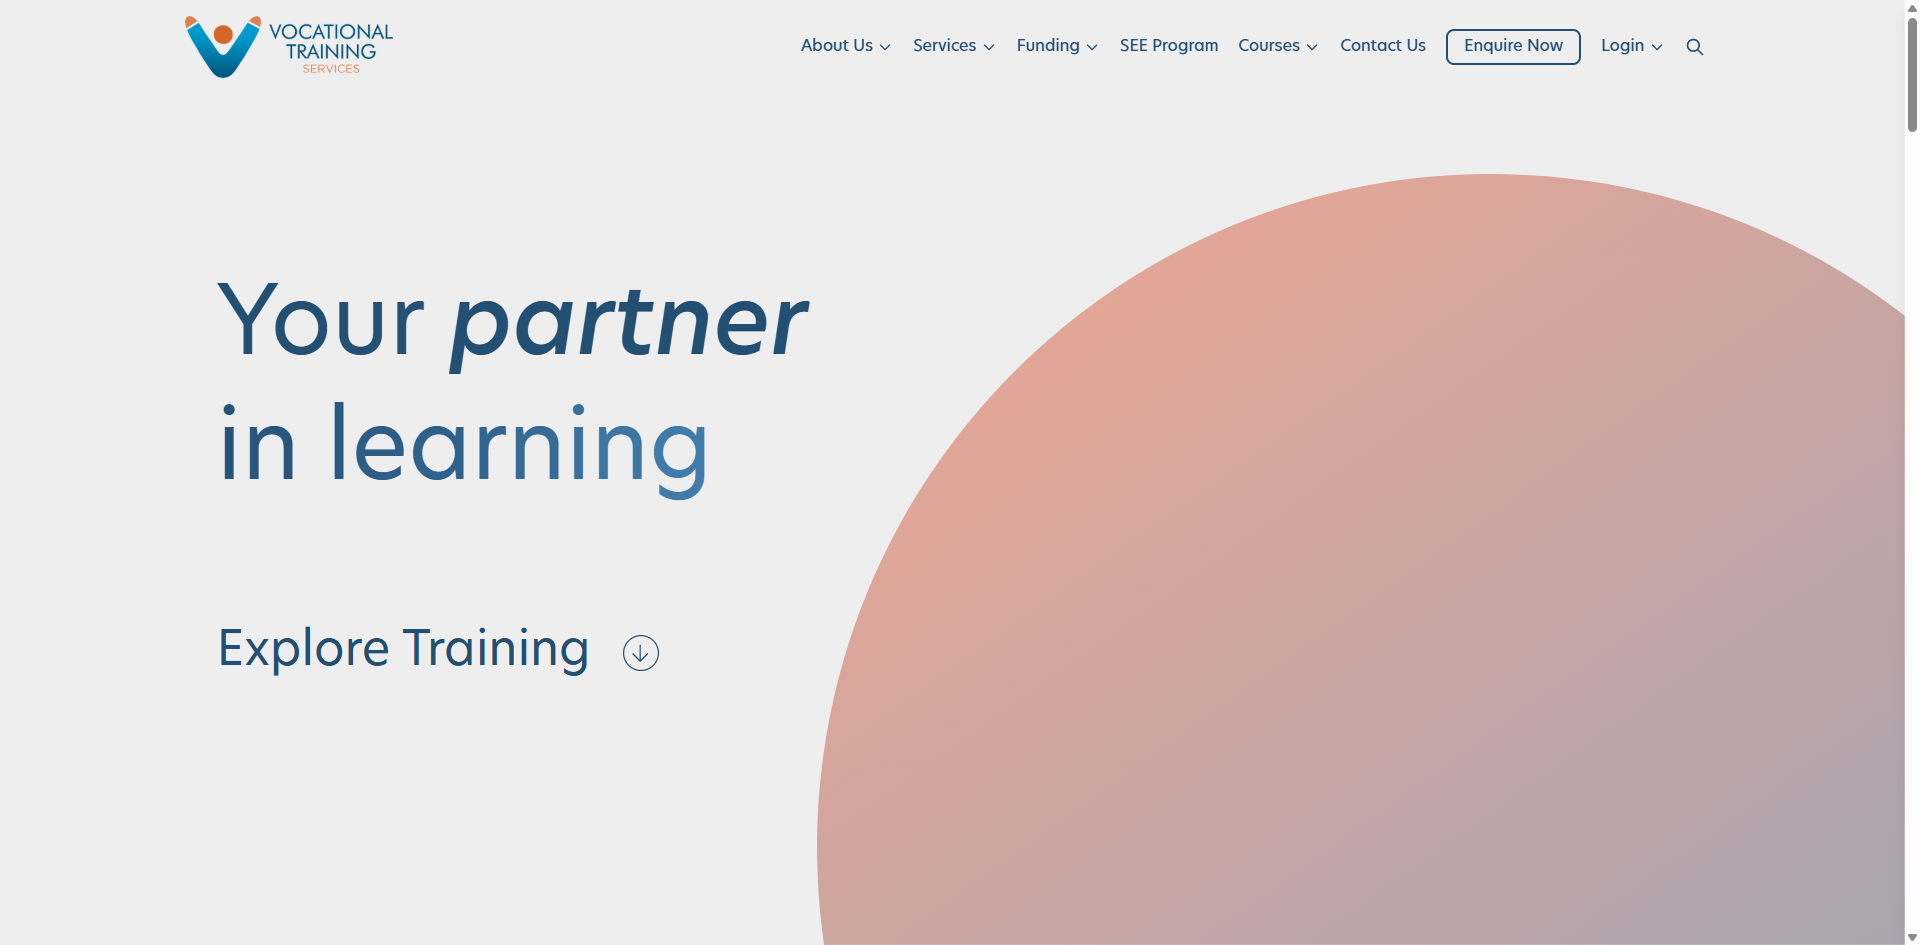 VOCATIONAL
TRAINING
SERVICES
About Us
Services
Funding
SEE Program
Courses
Contact Us
Enquire Now
Login
Your partner
in learning
Explore Training